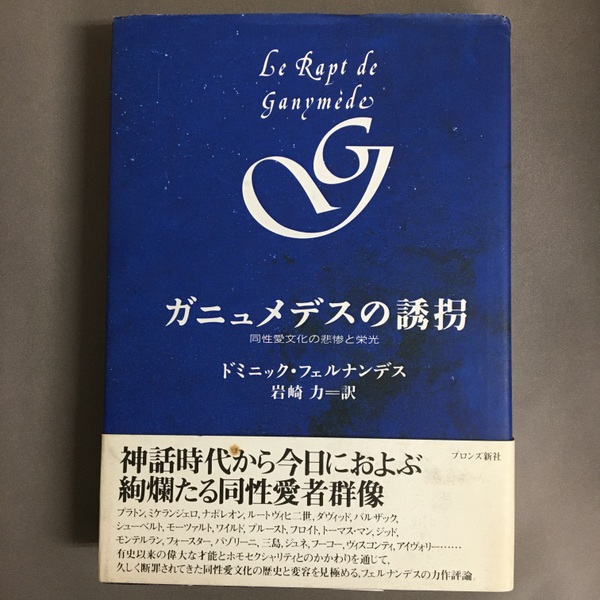 Le Rapt de
Ganymède
G
ガニュメデスの誘拐
同性愛文化の悲惨と栄光
ドミニック・フェルナンデス
岩崎 力＝訳
ブロンズ新社
神話時代から今日におよぶ
絢爛たる同性愛者群像
プラトン、ミケランジェロ、ナポレオン、ルートヴィヒ二世、ダヴィッド、バルザック、
シューベルト、モーツァルト、ワイルド、プルースト、フロイト、トーマス・マン、ジッド、
モンテルラン、フォースター、パゾリーニ、三島、ジュネ、フーコー、ヴィスコンティ、アイヴォリー……
有史以来の偉大な才能とホモセクシャリティとのかかわりを通じて、
久しく断罪されてきた同性愛文化の歴史と変容を見極める、フェルナンデスの力作評論。